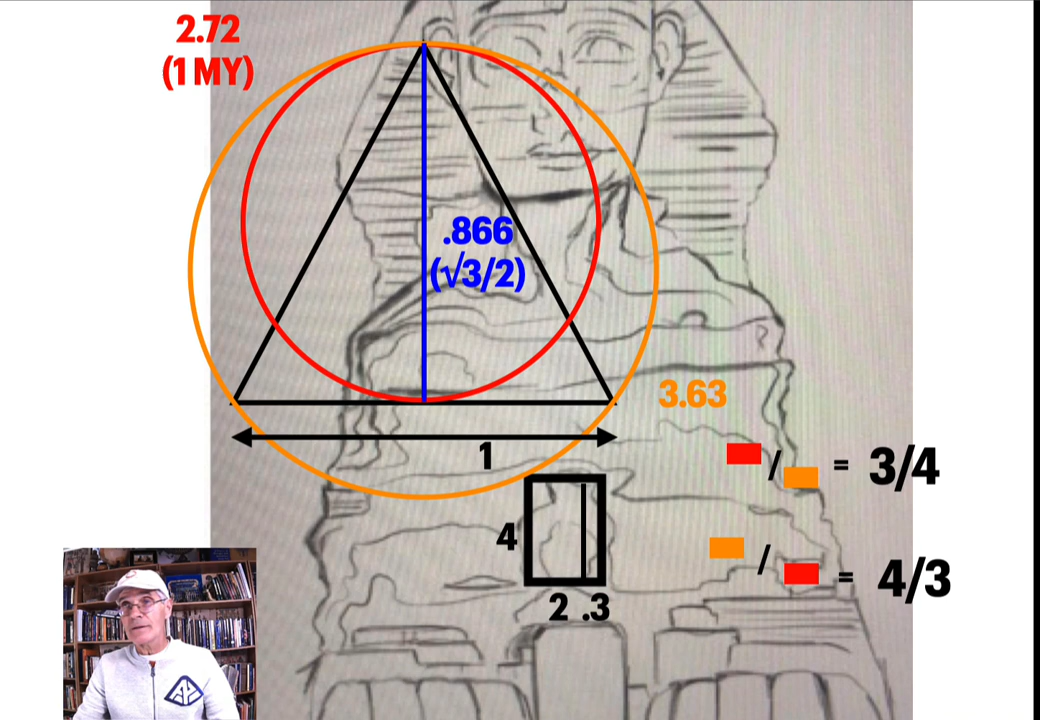 2.72
(1 MY)
.866
(√3/2)
3.63
1
/ = 3/4
4
2 .3
/ = 4/3